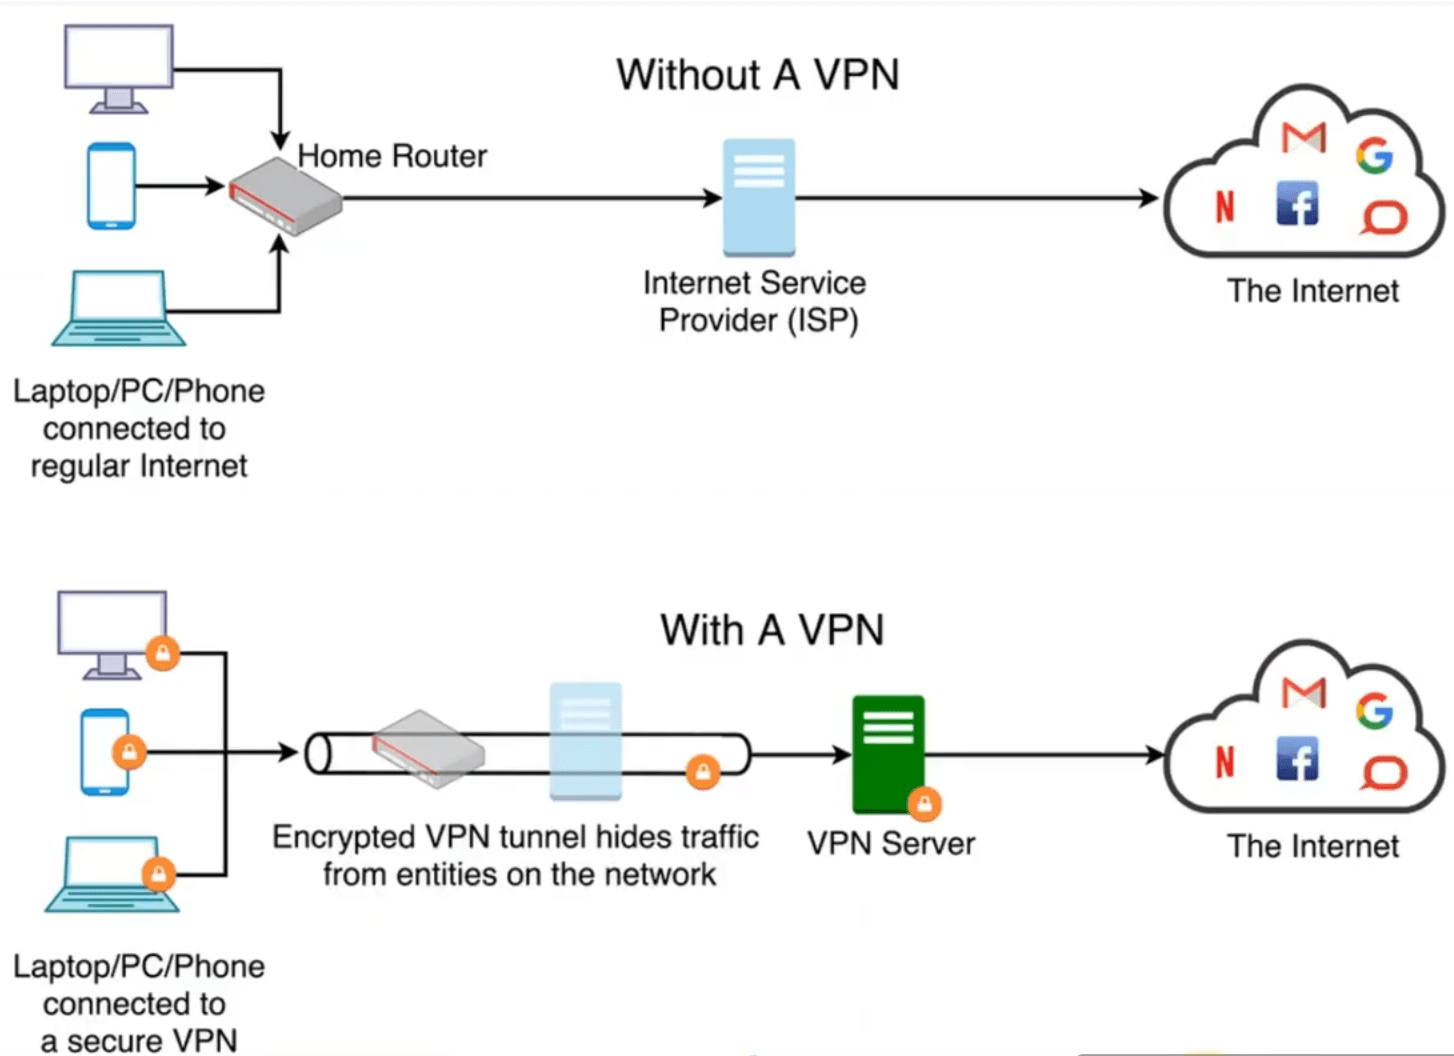 Without A VPN
Home Router
N
f
G
Internet Service
Provider (ISP)
The Internet
Laptop/PC/Phone
connected to
regular Internet
With A VPN
N
f
G
Encrypted VPN tunnel hides traffic
from entities on the network
VPN Server
The Internet
Laptop/PC/Phone
connected to
a secure VPN